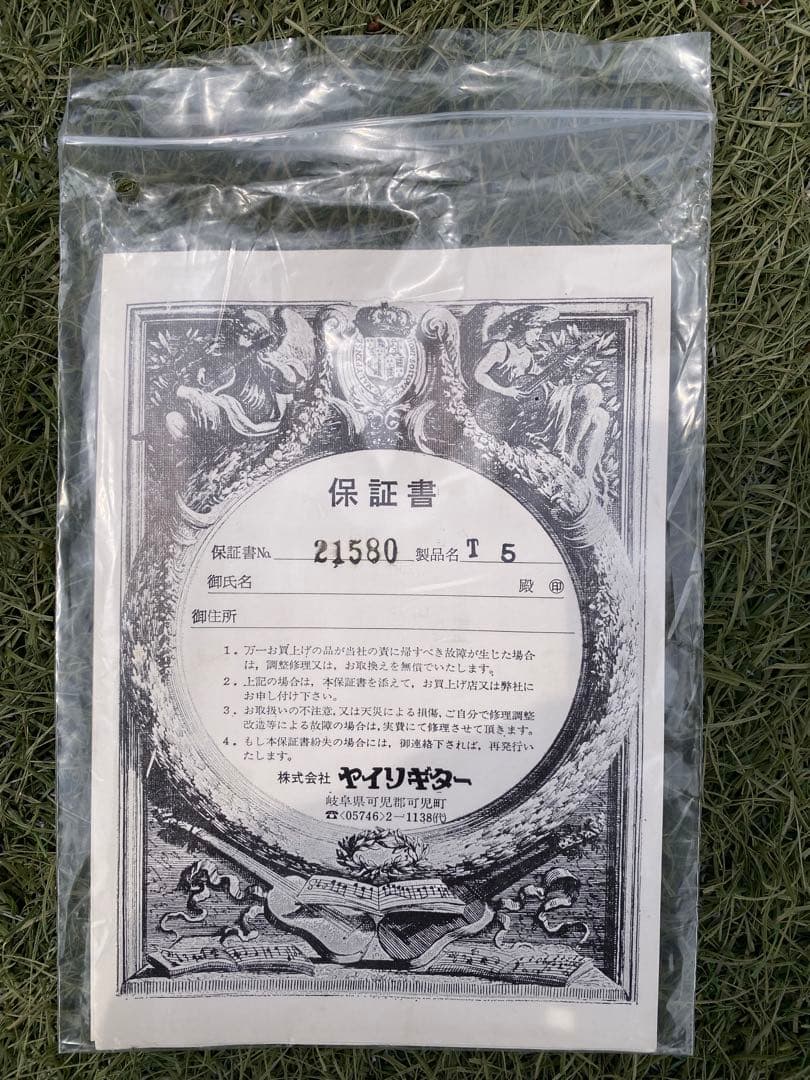 保証書
保証書No. 21580 製品名 T 5
御氏名 殿 ㊞
御住所
1. 万一お買上げの品が当社の責に帰すべき故障が生じた場合
は，調整修理又は，お取換えを無償でいたします。
2. 上記の場合は，本保証書を添えて，お買上げ店又は弊社に
お申し付け下さい。
3. お取扱いの不注意，又は天災による損傷，ご自分で修理調整
改造等による故障の場合は，実費にて修理させて頂きます。
4. もし本保証書紛失の場合には，御連絡下されば，再発行い
たします。
株式会社 ヤイリギター
岐阜県可児郡可児町
☎<05746>2－1138㈹